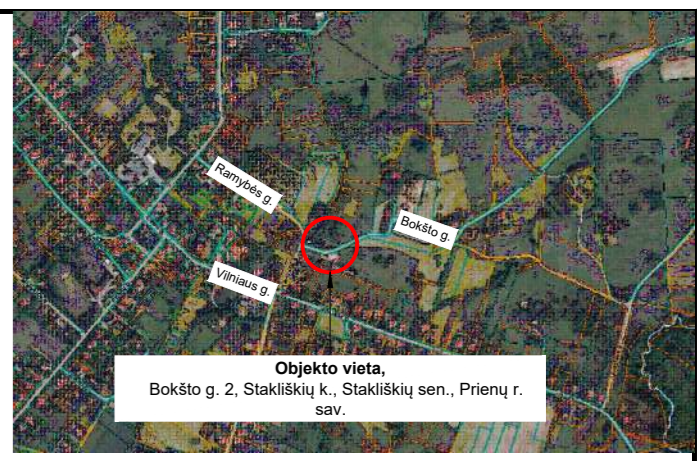 Ramybės g.
Bokšto g.
Vilniaus g.
Objekto vieta,
Bokšto g. 2, Stakliškių k., Stakliškių sen., Prienų r.
sav.